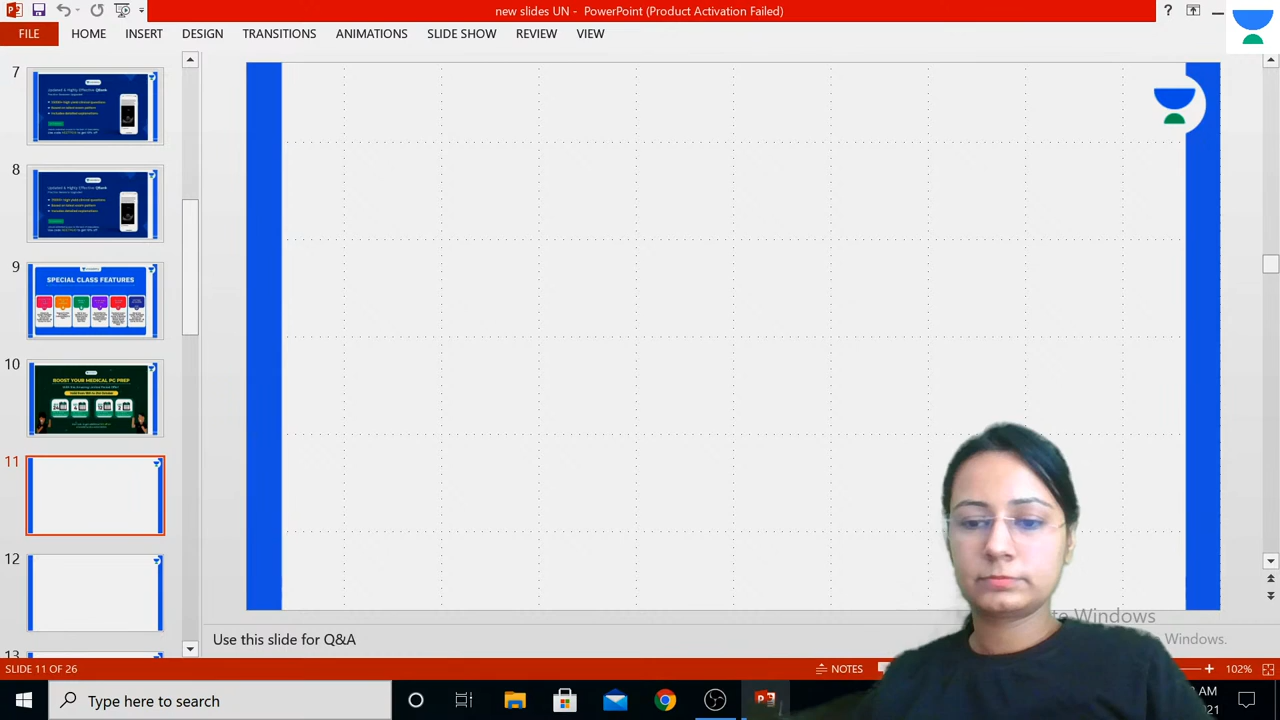 new slides UN - PowerPoint (Product Activation Failed)
?
FILE HOME INSERT DESIGN TRANSITIONS ANIMATIONS SLIDE SHOW REVIEW VIEW
7
8
9
SPECIAL CLASS FEATURES
10
BOOST YOUR MEDICAL PG PREP
11
12
13
Windows
Windows.
Use this slide for Q&A
SLIDE 11 OF 26
NOTES
102%
Type here to search
AM